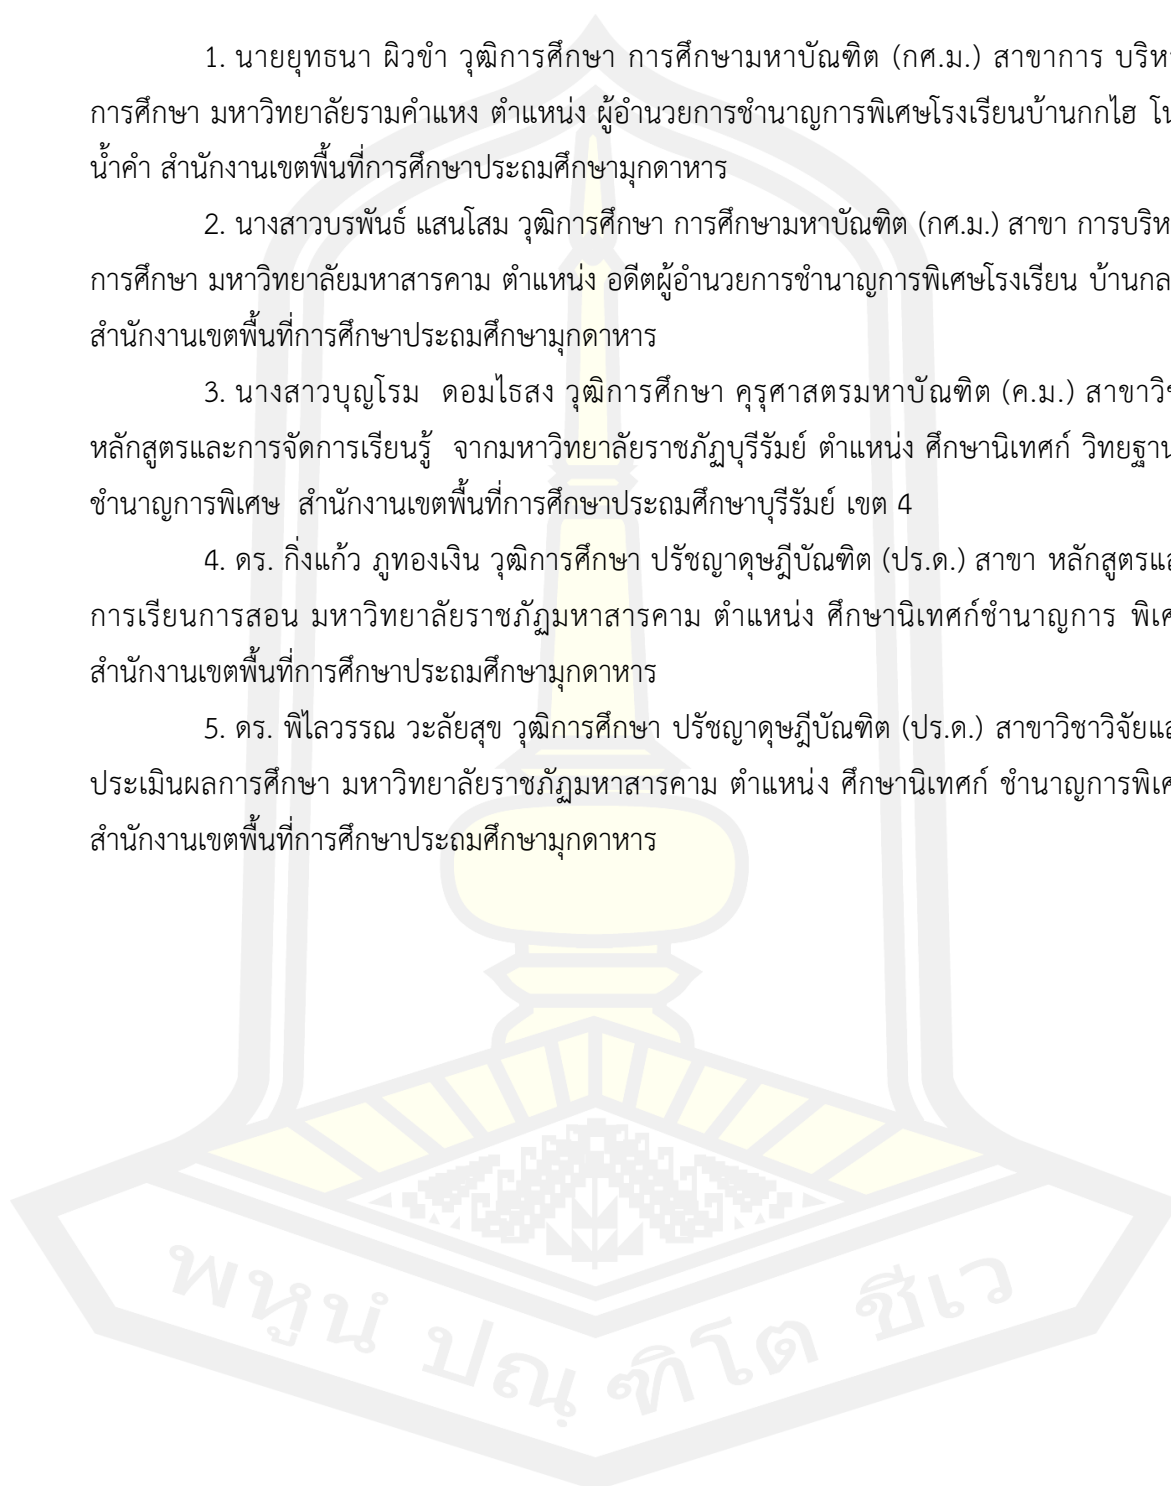 1. นายยุทธนา ผิวขำ วุฒิการศึกษา การศึกษามหาบัณฑิต (กศ.ม.) สาขาการ บริห
การศึกษา มหาวิทยาลัยรามคำแหง ตำแหน่ง ผู้อำนวยการชำนาญการพิเศษโรงเรียนบ้านกกไฮ โน
น้ำคำ สำนักงานเขตพื้นที่การศึกษาประถมศึกษามุกดาหาร
2. นางสาวบรพันธ์ แสนโสม วุฒิการศึกษา การศึกษามหาบัณฑิต (กศ.ม.) สาขา การบริห
การศึกษา มหาวิทยาลัยมหาสารคาม ตำแหน่ง อดีตผู้อำนวยการชำนาญการพิเศษโรงเรียน บ้านกล
สำนักงานเขตพื้นที่การศึกษาประถมศึกษามุกดาหาร
3. นางสาวบุญโรม ดอมไธสง วุฒิการศึกษา คุรุศาสตรมหาบัณฑิต (ค.ม.) สาขาวิช
หลักสูตรและการจัดการเรียนรู้ จากมหาวิทยาลัยราชภัฏบุรีรัมย์ ตำแหน่ง ศึกษานิเทศก์ วิทยฐาน
ชำนาญการพิเศษ สำนักงานเขตพื้นที่การศึกษาประถมศึกษาบุรีรัมย์ เขต 4
4. ดร. กิ่งแก้ว ภูทองเงิน วุฒิการศึกษา ปรัชญาดุษฎีบัณฑิต (ปร.ด.) สาขา หลักสูตรแล
การเรียนการสอน มหาวิทยาลัยราชภัฏมหาสารคาม ตำแหน่ง ศึกษานิเทศก์ชำนาญการ พิเศ
สำนักงานเขตพื้นที่การศึกษาประถมศึกษามุกดาหาร
5. ดร. พิไลวรรณ วะลัยสุข วุฒิการศึกษา ปรัชญาดุษฎีบัณฑิต (ปร.ด.) สาขาวิชาวิจัยแล
ประเมินผลการศึกษา มหาวิทยาลัยราชภัฏมหาสารคาม ตำแหน่ง ศึกษานิเทศก์ ชำนาญการพิเศ
สำนักงานเขตพื้นที่การศึกษาประถมศึกษามุกดาหาร
พหูนํ ปณฺฑิโต ชีเว